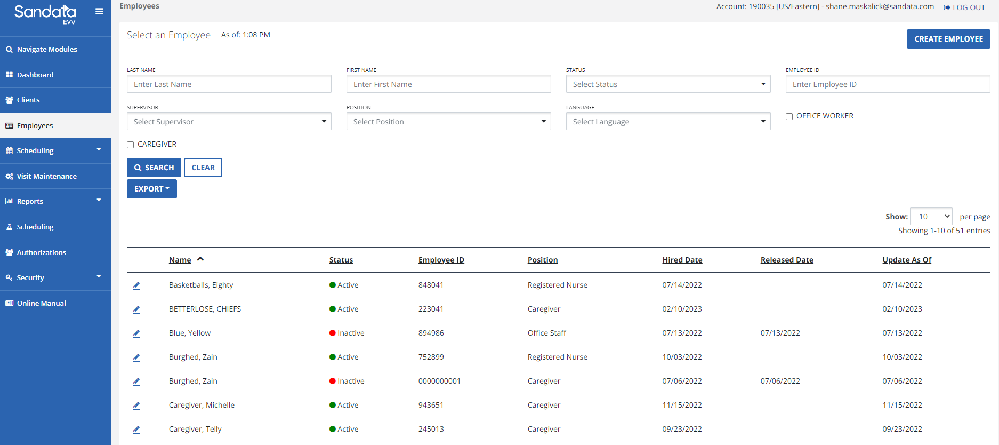 Sandata
EVV
Navigate Modules
Dashboard
Clients
Employees
Scheduling
Visit Maintenance
Reports
Scheduling
Authorizations
Security
Online Manual
Employees
Account: 190035 [US/Eastern] - shane.maskalick@sandata.com LOG OUT
Select an Employee As of: 1:08 PM
CREATE EMPLOYEE
LAST NAME FIRST NAME STATUS EMPLOYEE ID
Enter Last Name Enter First Name Select Status Enter Employee ID
SUPERVISOR POSITION LANGUAGE
Select Supervisor Select Position Select Language OFFICE WORKER
CAREGIVER
SEARCH CLEAR
EXPORT
Show: 10 per page
Showing 1-10 of 51 entries
Name Status Employee ID Position Hired Date Released Date Update As Of
Basketballs, Eighty Active 848041 Registered Nurse 07/14/2022 07/14/2022
BETTERLOSE, CHIEFS Active 223041 Caregiver 02/10/2023 02/10/2023
Blue, Yellow Inactive 894986 Office Staff 07/13/2022 07/13/2022 07/13/2022
Burghed, Zain Active 752899 Registered Nurse 10/03/2022 10/03/2022
Burghed, Zain Inactive 0000000001 Caregiver 07/06/2022 07/06/2022 07/06/2022
Caregiver, Michelle Active 943651 Caregiver 11/15/2022 11/15/2022
Caregiver, Telly Active 245013 Caregiver 09/23/2022 09/23/2022